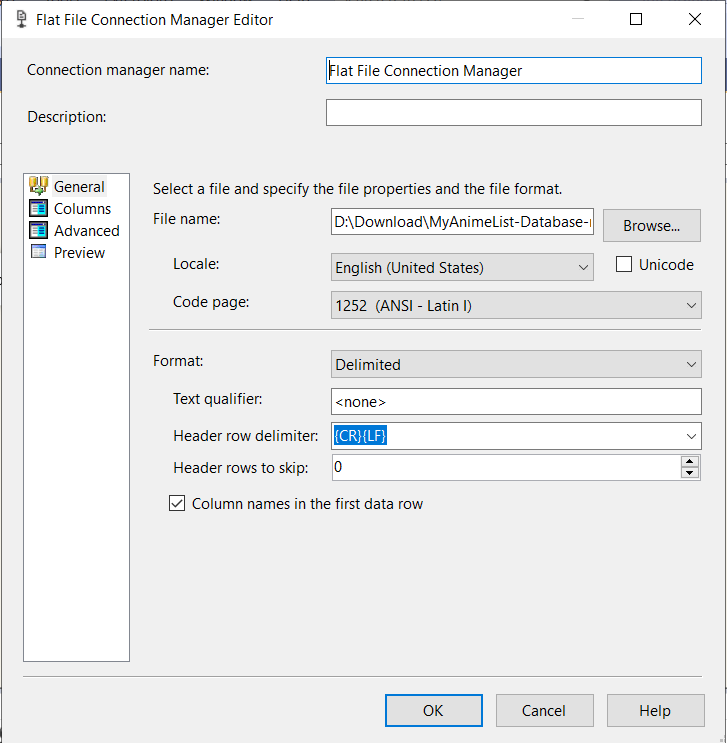 Flat File Connection Manager Editor
Connection manager name: Flat File Connection Manager
Description:
General
Columns
Advanced
Preview
Select a file and specify the file properties and the file format.
File name: D:\Download\MyAnimeList-Database- Browse...
Locale: English (United States) Unicode
Code page: 1252 (ANSI - Latin I)
Format: Delimited
Text qualifier: <none>
Header row delimiter: {CR}{LF}
Header rows to skip: 0
Column names in the first data row
OK Cancel Help